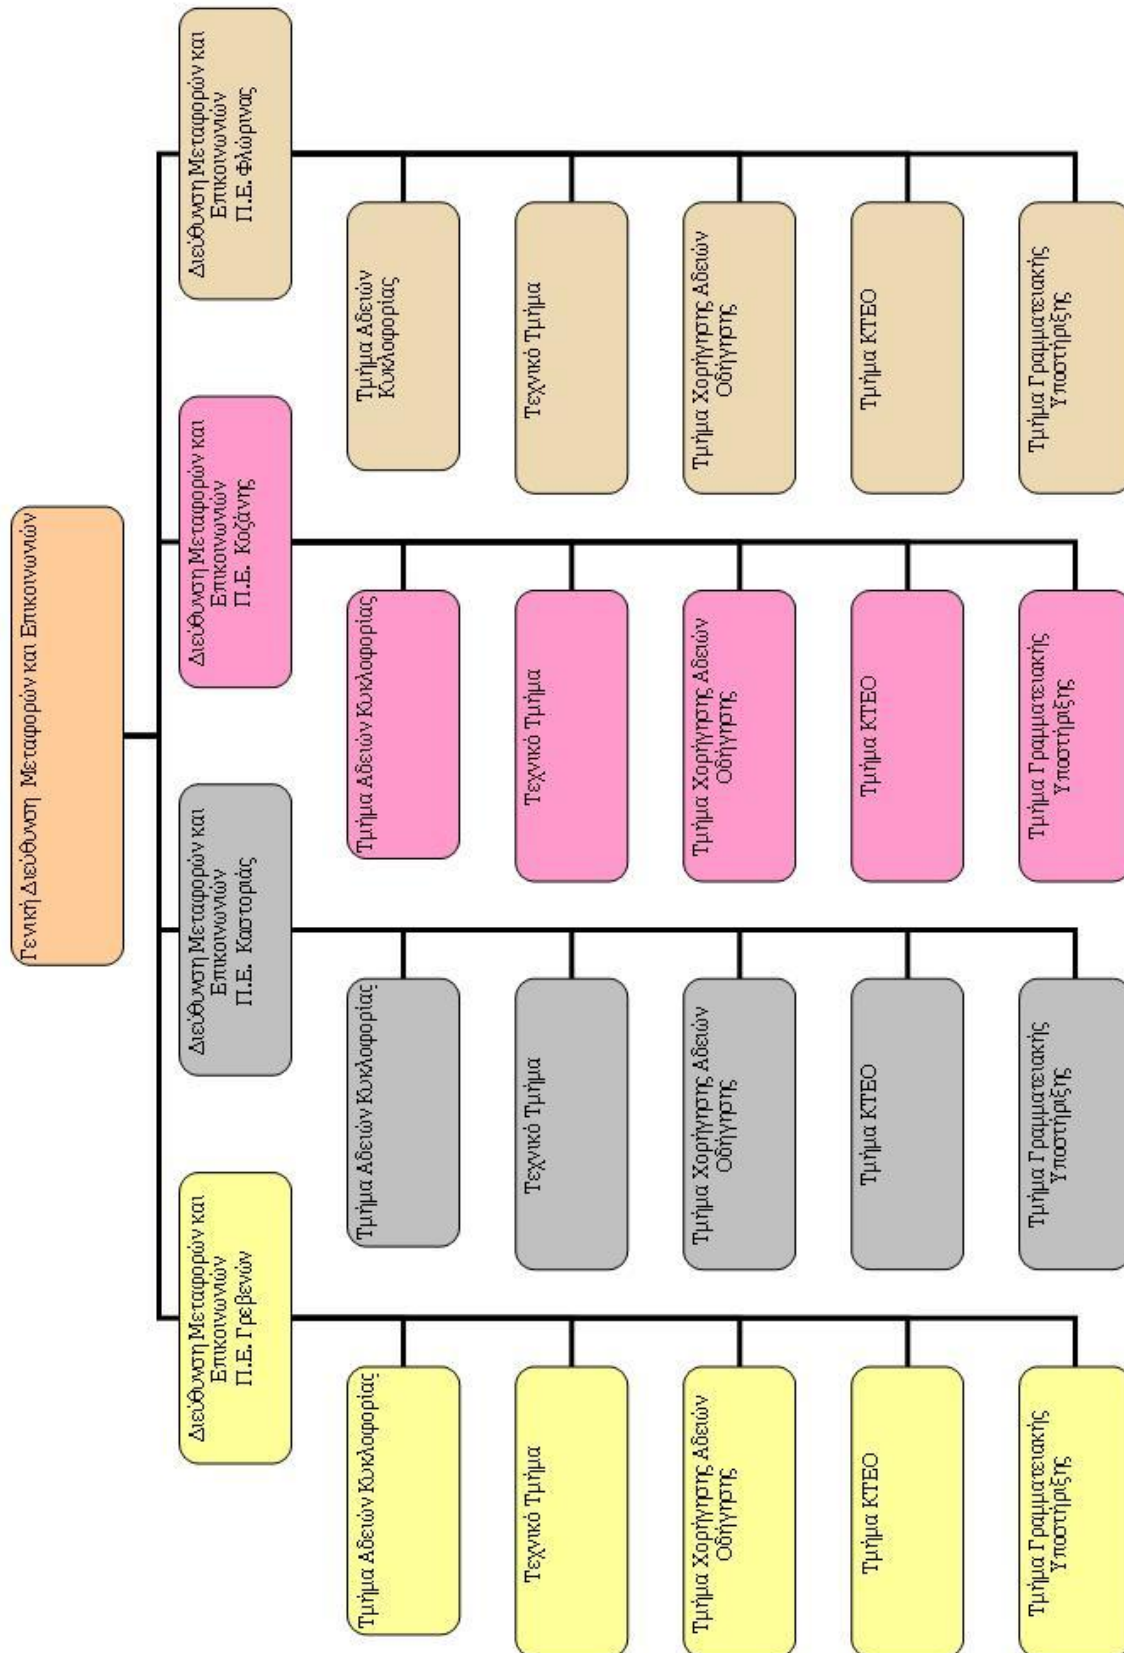 Γενική Διεύθυνση Μεταφορών και Επικοινωνιών
Διεύθυνση Μεταφορών και
Επικοινωνιών
Π.Ε. Γρεβενών
Τμήμα Αδειών Κυκλοφορίας
Τεχνικό Τμήμα
Τμήμα Χορήγησης Αδειών
Οδήγησης
Τμήμα ΚΤΕΟ
Τμήμα Γραμματειακής
Υποστήριξης
Διεύθυνση Μεταφορών και
Επικοινωνιών
Π.Ε. Καστοριάς
Τμήμα Αδειών Κυκλοφορίας
Τεχνικό Τμήμα
Τμήμα Χορήγησης Αδειών
Οδήγησης
Τμήμα ΚΤΕΟ
Τμήμα Γραμματειακής
Υποστήριξης
Διεύθυνση Μεταφορών και
Επικοινωνιών
Π.Ε. Κοζάνης
Τμήμα Αδειών Κυκλοφορίας
Τεχνικό Τμήμα
Τμήμα Χορήγησης Αδειών
Οδήγησης
Τμήμα ΚΤΕΟ
Τμήμα Γραμματειακής
Υποστήριξης
Διεύθυνση Μεταφορών και
Επικοινωνιών
Π.Ε. Φλώρινας
Τμήμα Αδειών
Κυκλοφορίας
Τεχνικό Τμήμα
Τμήμα Χορήγησης Αδειών
Οδήγησης
Τμήμα ΚΤΕΟ
Τμήμα Γραμματειακής
Υποστήριξης